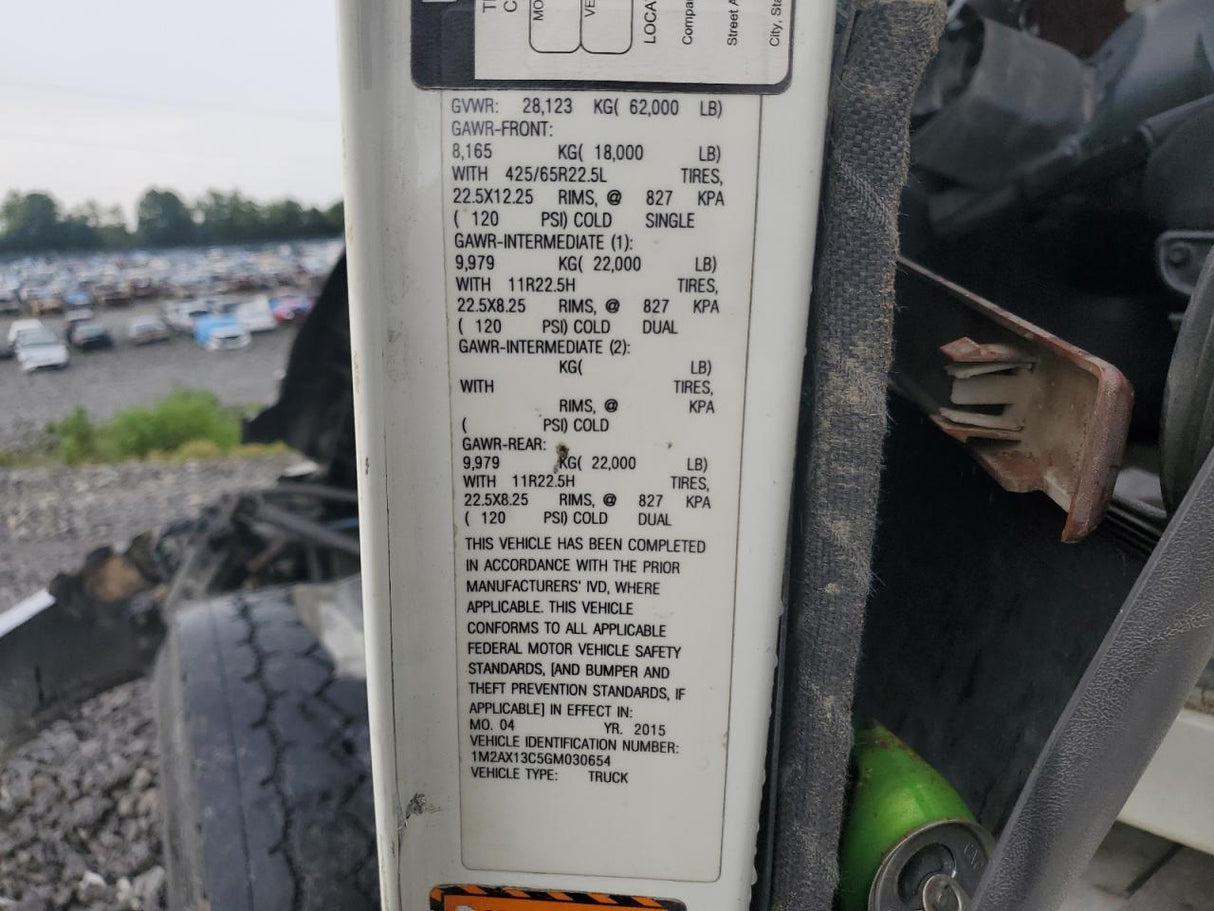 MO
VE
LOCA
Compa
Street A
City, Sta
GVWR: 28,123 KG( 62,000 LB)
GAWR-FRONT:
8,165 KG( 18,000 LB)
WITH 425/65R22.5L TIRES,
22.5X12.25 RIMS, @ 827 KPA
( 120 PSI) COLD SINGLE
GAWR-INTERMEDIATE (1):
9,979 KG( 22,000 LB)
WITH 11R22.5H TIRES,
22.5X8.25 RIMS, @ 827 KPA
( 120 PSI) COLD DUAL
GAWR-INTERMEDIATE (2):
KG( LB)
WITH TIRES,
RIMS, @ KPA
( PSI) COLD
GAWR-REAR:
9,979 KG( 22,000 LB)
WITH 11R22.5H TIRES,
22.5X8.25 RIMS, @ 827 KPA
( 120 PSI) COLD DUAL
THIS VEHICLE HAS BEEN COMPLETED
IN ACCORDANCE WITH THE PRIOR
MANUFACTURERS' IVD, WHERE
APPLICABLE. THIS VEHICLE
CONFORMS TO ALL APPLICABLE
FEDERAL MOTOR VEHICLE SAFETY
STANDARDS, [AND BUMPER AND
THEFT PREVENTION STANDARDS, IF
APPLICABLE] IN EFFECT IN:
MO. 04 YR. 2015
VEHICLE IDENTIFICATION NUMBER:
1M2AX13C5GM030654
VEHICLE TYPE: TRUCK